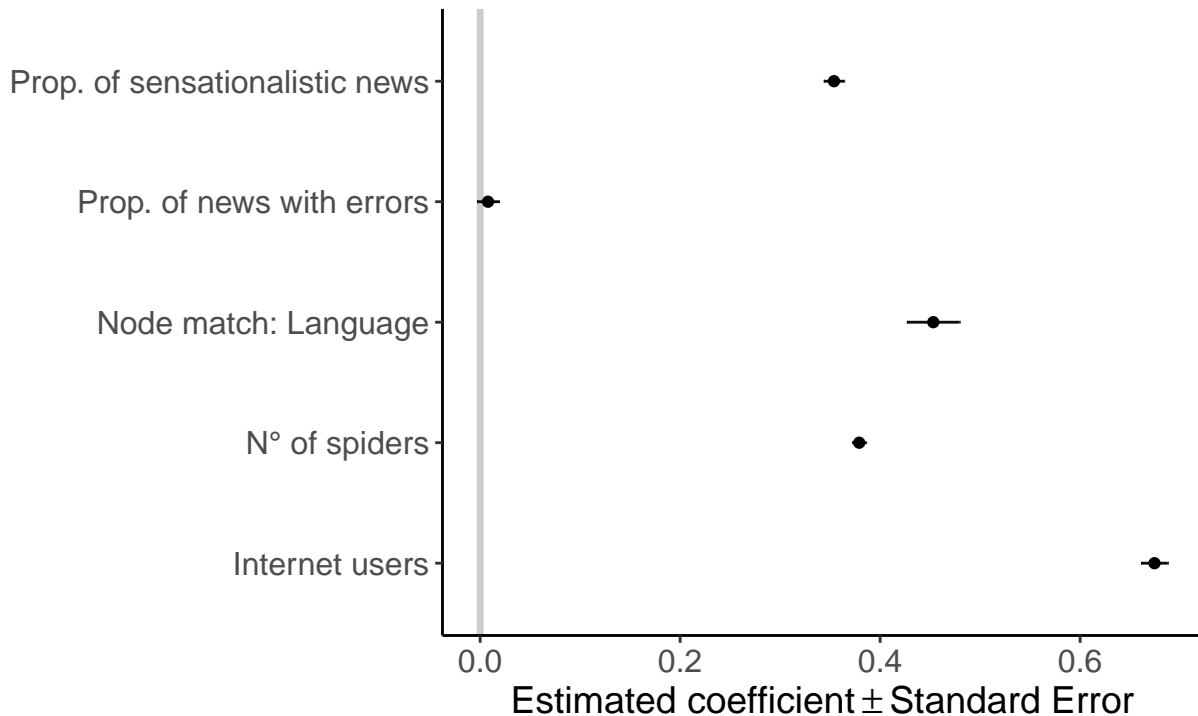 Prop. of sensationalistic news
Prop. of news with errors
Node match: Language
N° of spiders
Internet users
0.0 0.2 0.4 0.6
Estimated coefficient ± Standard Error